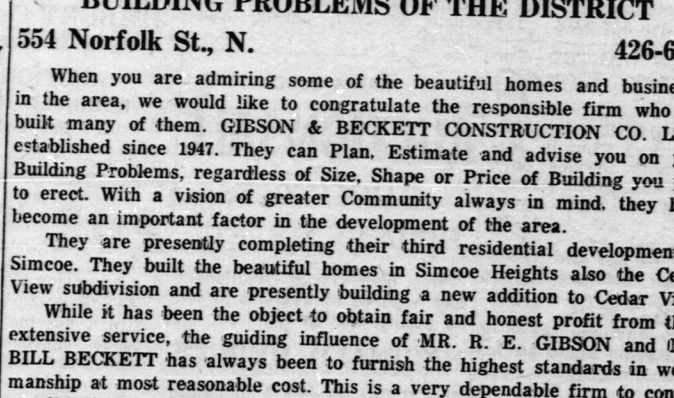 BUILDING PROBLEMS OF THE DISTRICT
554 Norfolk St., N. 426-6
When you are admiring some of the beautiful homes and busine
in the area, we would like to congratulate the responsible firm who
built many of them. GIBSON & BECKETT CONSTRUCTION CO. L
established since 1947. They can Plan, Estimate and advise you on
Building Problems, regardless of Size, Shape or Price of Building you
to erect. With a vision of greater Community always in mind, they h
become an important factor in the development of the area.
They are presently completing their third residential developmen
Simcoe. They built the beautiful homes in Simcoe Heights also the Ce
View subdivision and are presently building a new addition to Cedar Vi
While it has been the object to obtain fair and honest profit from t
extensive service, the guiding influence of MR. R. E. GIBSON and
BILL BECKETT has always been to furnish the highest standards in wo
manship at most reasonable cost. This is a very dependable firm to con